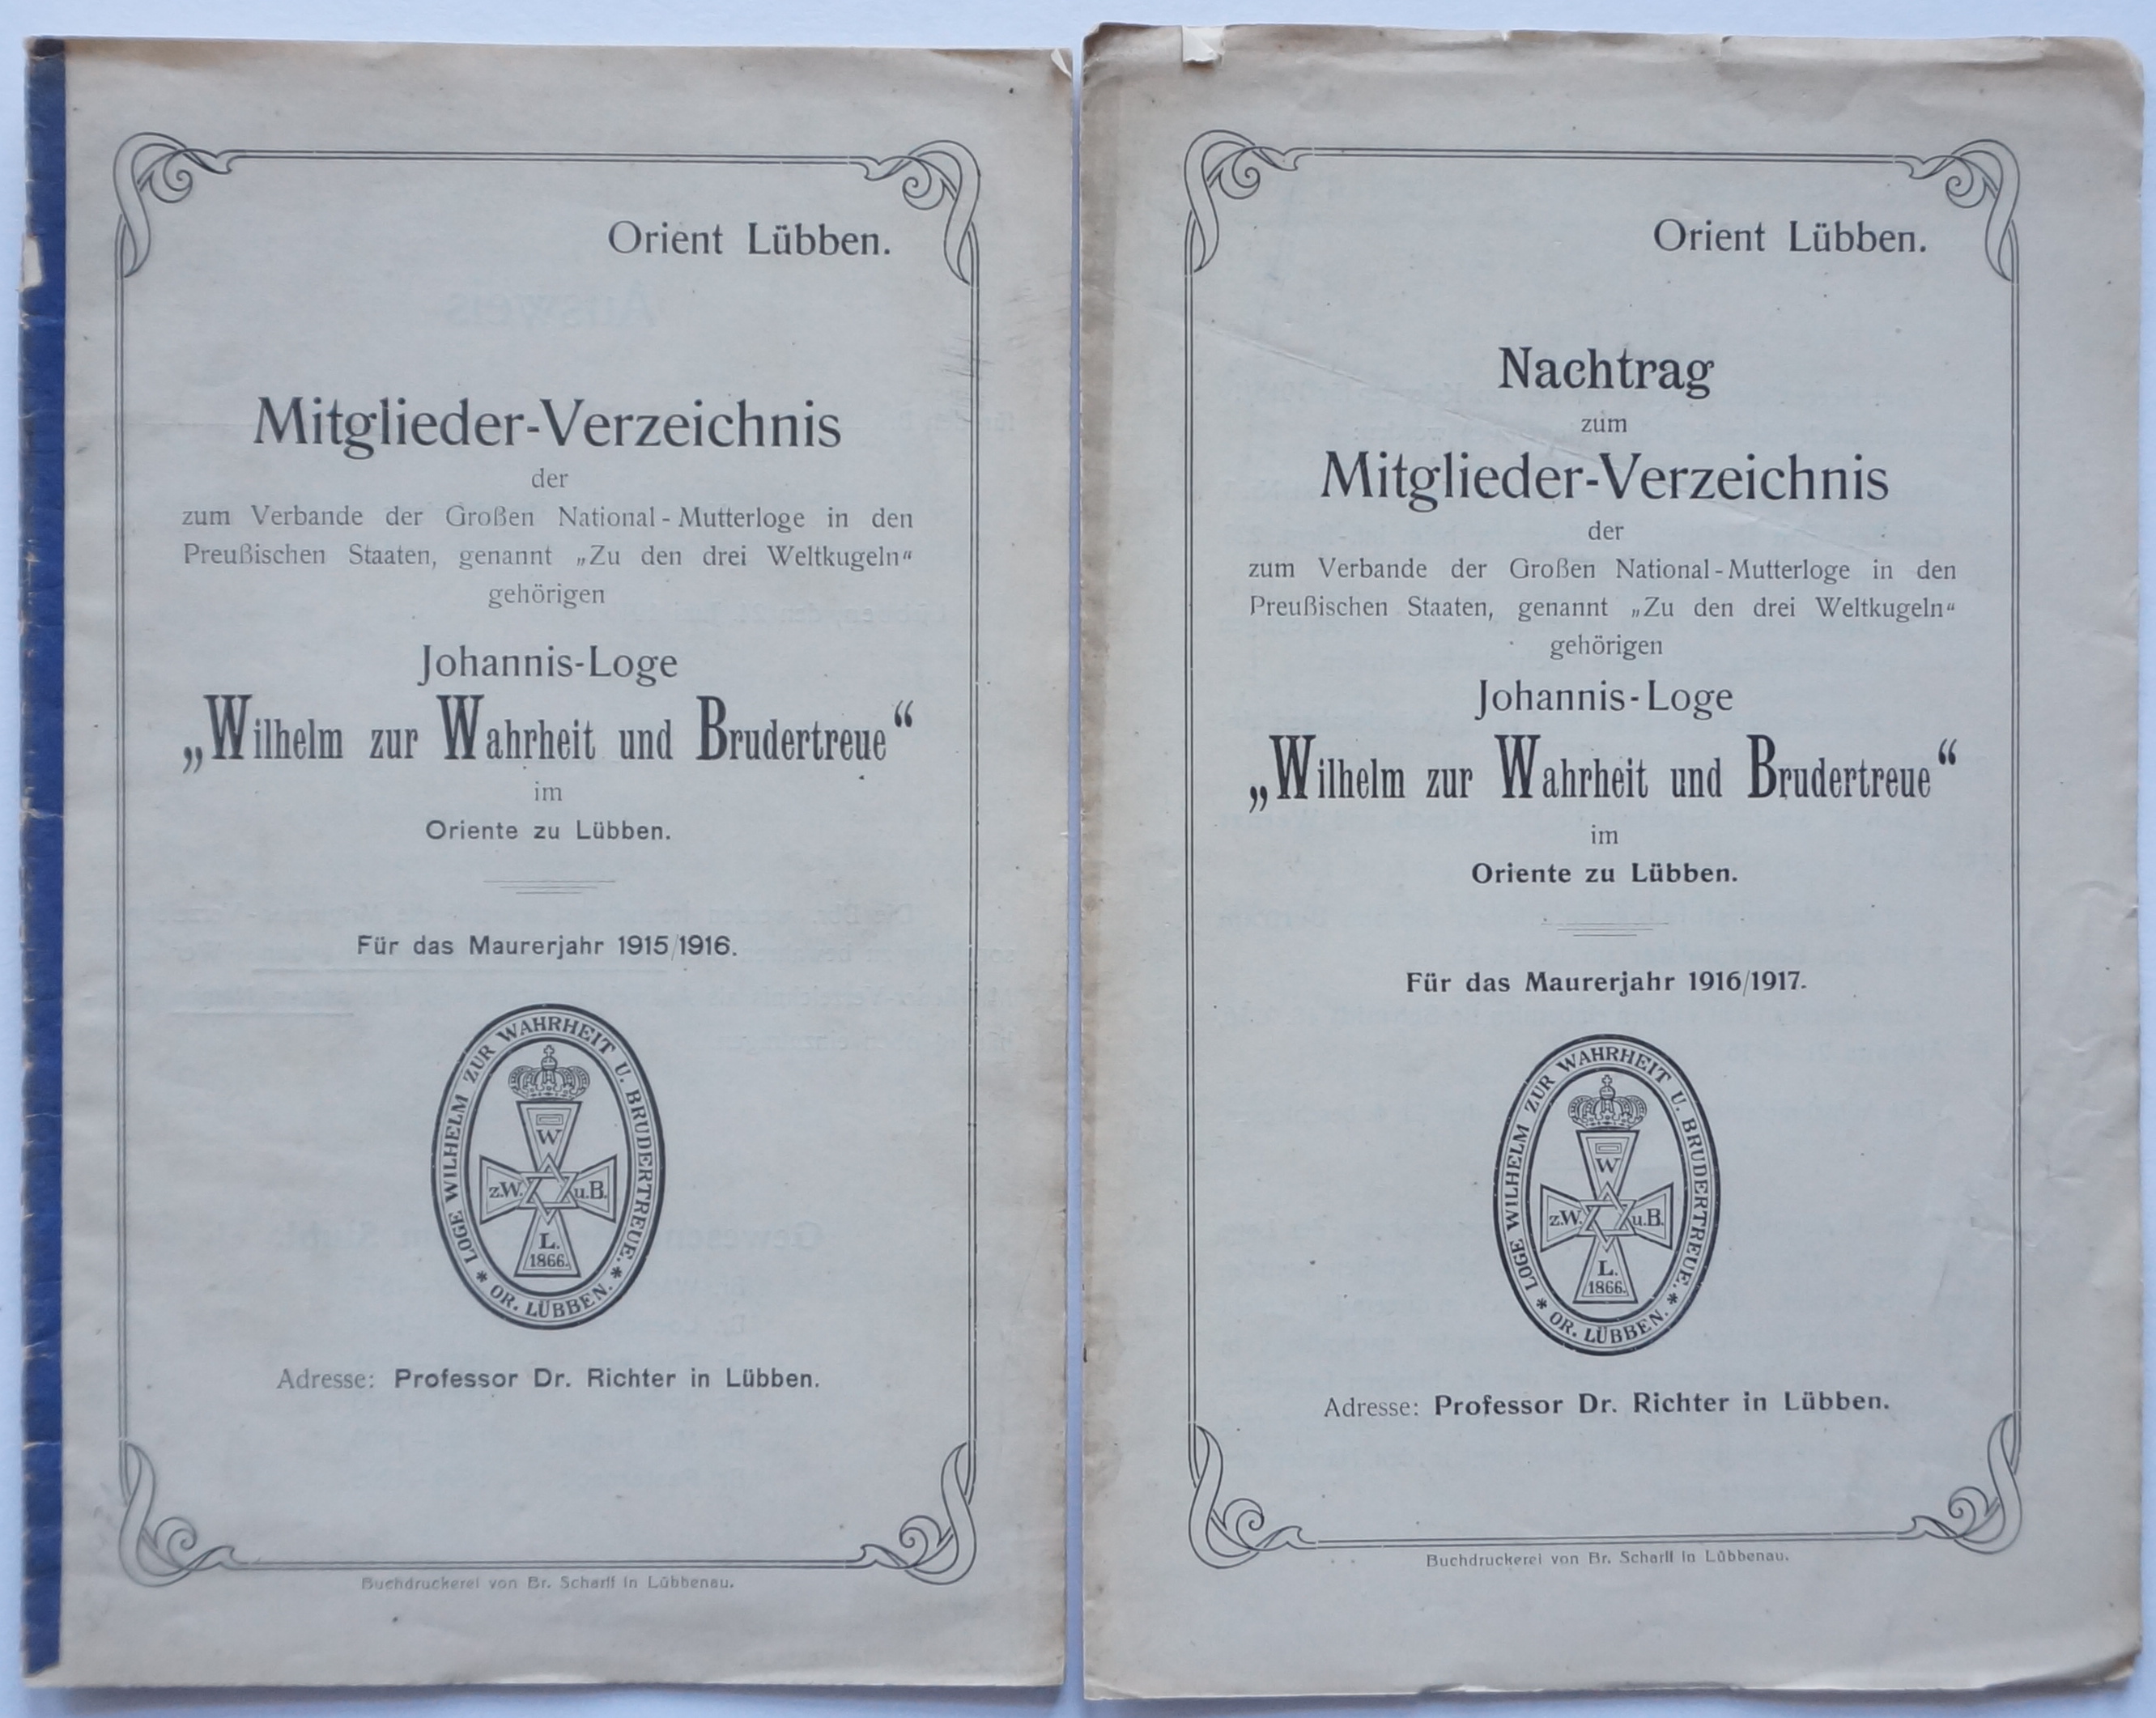 Orient Lübben.
Mitglieder-Verzeichnis
der
zum Verbande der Großen National-Mutterloge in den
Preußischen Staaten, genannt „Zu den drei Weltkugeln“
gehörigen
Johannis-Loge
„Wilhelm zur Wahrheit und Brudertreue“
im
Oriente zu Lübben.
Für das Maurerjahr 1915/1916.
LOGE WILHELM ZUR WAHRHEIT U. BRUDERTREUE.
* OR. LÜBBEN. *
W
z.W. u.B.
L.
1866.
Adresse: Professor Dr. Richter in Lübben.
Buchdruckerei von Br. Scharff in Lübbenau.
Orient Lübben.
Nachtrag
zum
Mitglieder-Verzeichnis
der
zum Verbande der Großen National-Mutterloge in den
Preußischen Staaten, genannt „Zu den drei Weltkugeln“
gehörigen
Johannis-Loge
„Wilhelm zur Wahrheit und Brudertreue“
im
Oriente zu Lübben.
Für das Maurerjahr 1916/1917.
LOGE WILHELM ZUR WAHRHEIT U. BRUDERTREUE.
* OR. LÜBBEN. *
W
z.W. u.B.
L.
1866.
Adresse: Professor Dr. Richter in Lübben.
Buchdruckerei von Br. Scharff in Lübbenau.